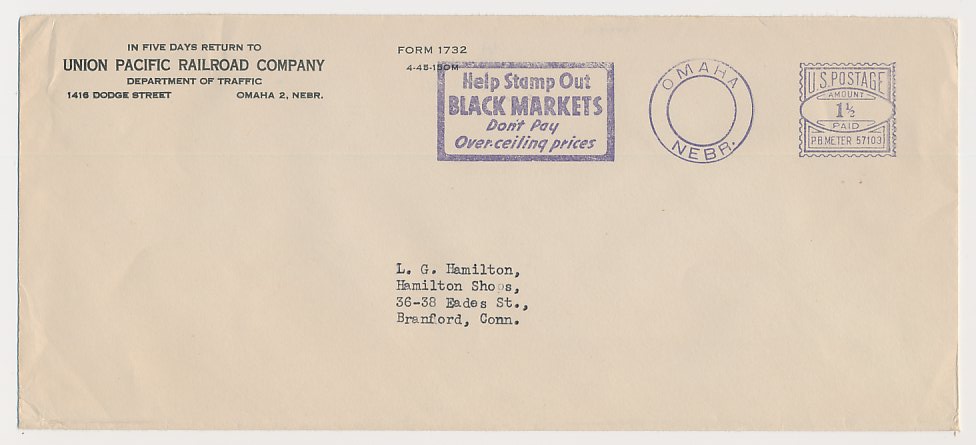 IN FIVE DAYS RETURN TO
UNION PACIFIC RAILROAD COMPANY
DEPARTMENT OF TRAFFIC
1416 DODGE STREET OMAHA 2, NEBR.
FORM 1732
4-45-150M
Help Stamp Out
BLACK MARKETS
Don't Pay
Over-ceiling prices
OMAHA
NEBR.
U.S. POSTAGE
AMOUNT
1½
PAID
P.B. METER 57103
L. G. Hamilton,
Hamilton Shops,
36-38 Eades St.,
Branford, Conn.